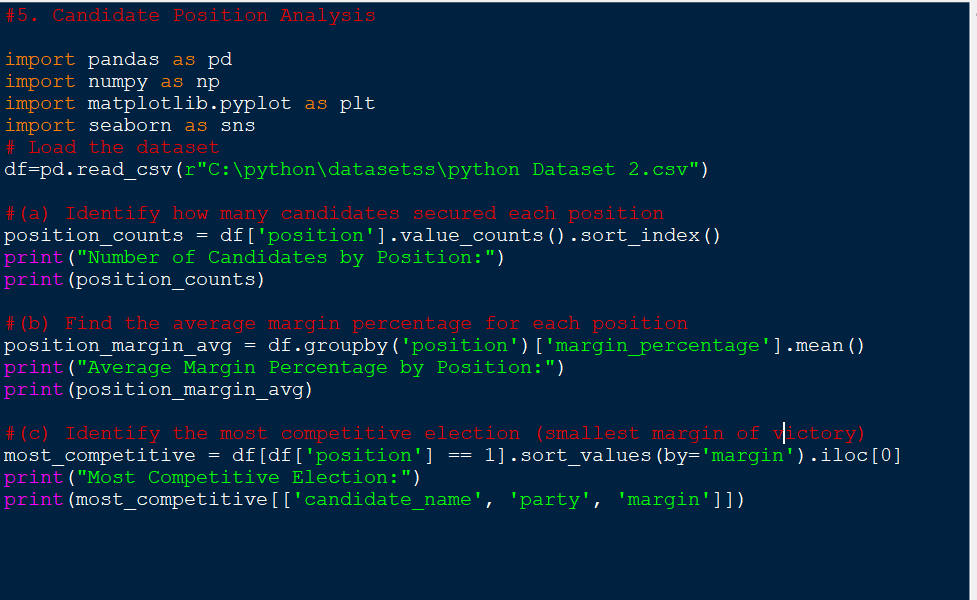 #5. Candidate Position Analysis
import pandas as pd
import numpy as np
import matplotlib.pyplot as plt
import seaborn as sns
# Load the dataset
df=pd.read_csv(r"C:\python\datasetss\python Dataset 2.csv")
#(a) Identify how many candidates secured each position
position_counts = df['position'].value_counts().sort_index()
print("Number of Candidates by Position:")
print(position_counts)
#(b) Find the average margin percentage for each position
position_margin_avg = df.groupby('position')['margin_percentage'].mean()
print("Average Margin Percentage by Position:")
print(position_margin_avg)
#(c) Identify the most competitive election (smallest margin of victory)
most_competitive = df[df['position'] == 1].sort_values(by='margin').iloc[0]
print("Most Competitive Election:")
print(most_competitive[['candidate_name', 'party', 'margin']])